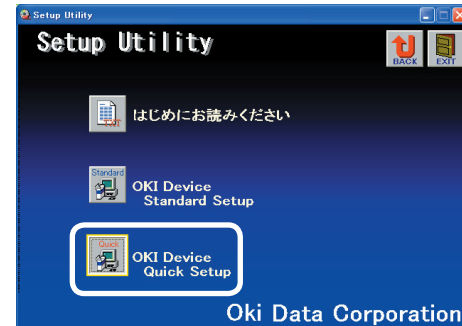 Setup Utility
Setup Utility
BACK
EXIT
TXT
はじめにお読みください
Standard
OKI Device
Standard Setup
Quick
OKI Device
Quick Setup
Oki Data Corporation